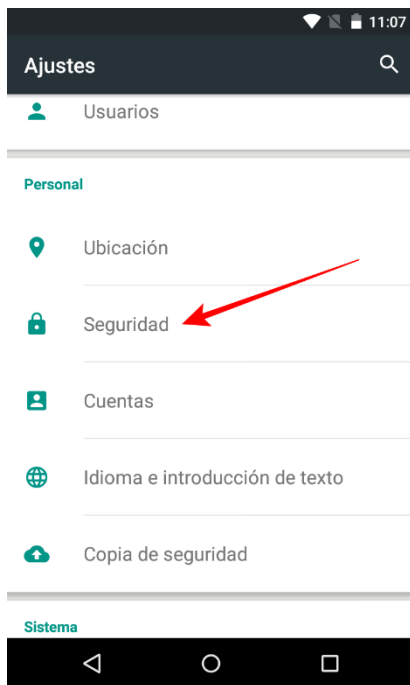 11:07
Ajustes
Usuarios
Personal
Ubicación
Seguridad
Cuentas
Idioma e introducción de texto
Copia de seguridad
Sistema